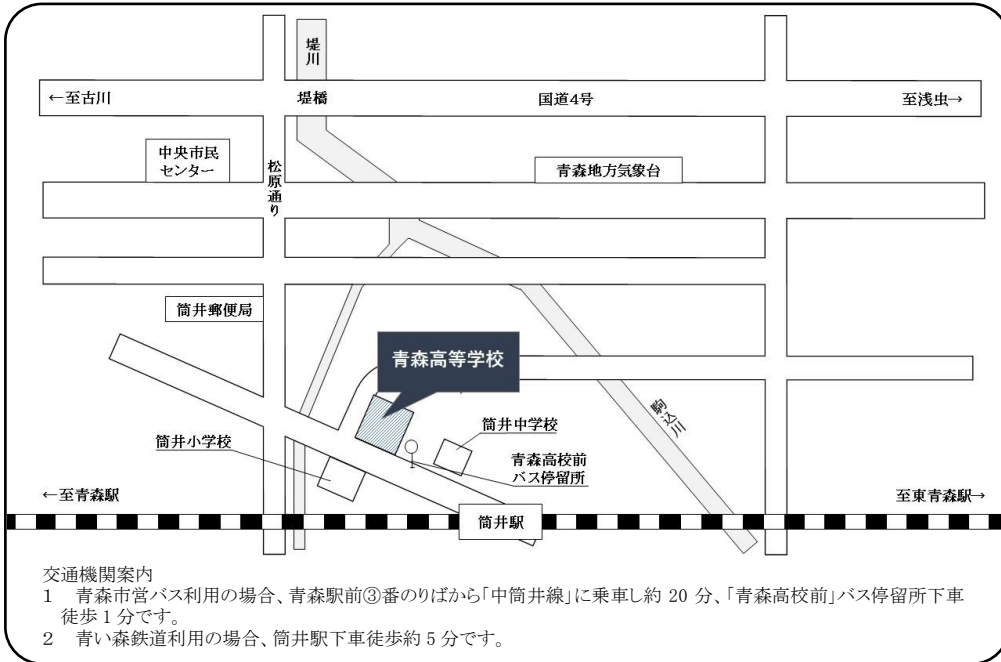 堤川
←至古川
堤橋
国道4号
至浅虫→
中央市民
センター
松原通り
青森地方気象台
筒井郵便局
青森高等学校
駒込川
筒井小学校
筒井中学校
青森高校前
バス停留所
←至青森駅
至東青森駅→
筒井駅
交通機関案内
1　青森市営バス利用の場合、青森駅前③番のりばから「中筒井線」に乗車し約 20 分、「青森高校前」バス停留所下車
徒歩 1 分です。
2　青い森鉄道利用の場合、筒井駅下車徒歩約 5 分です。